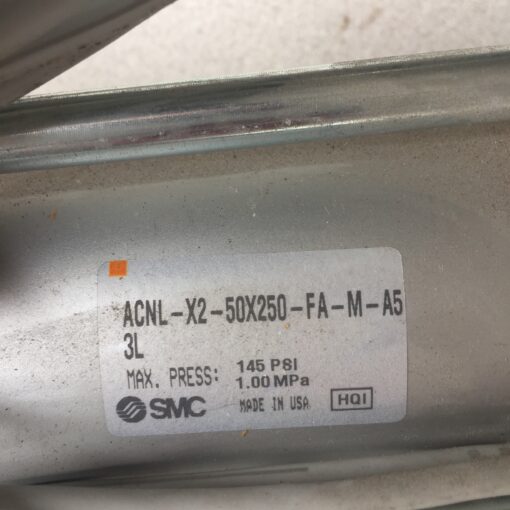 ACNL-X2-50X250-FA-M-A5
3L
MAX. PRESS: 145 PSI
1.00 MPa
SMC MADE IN USA HQI